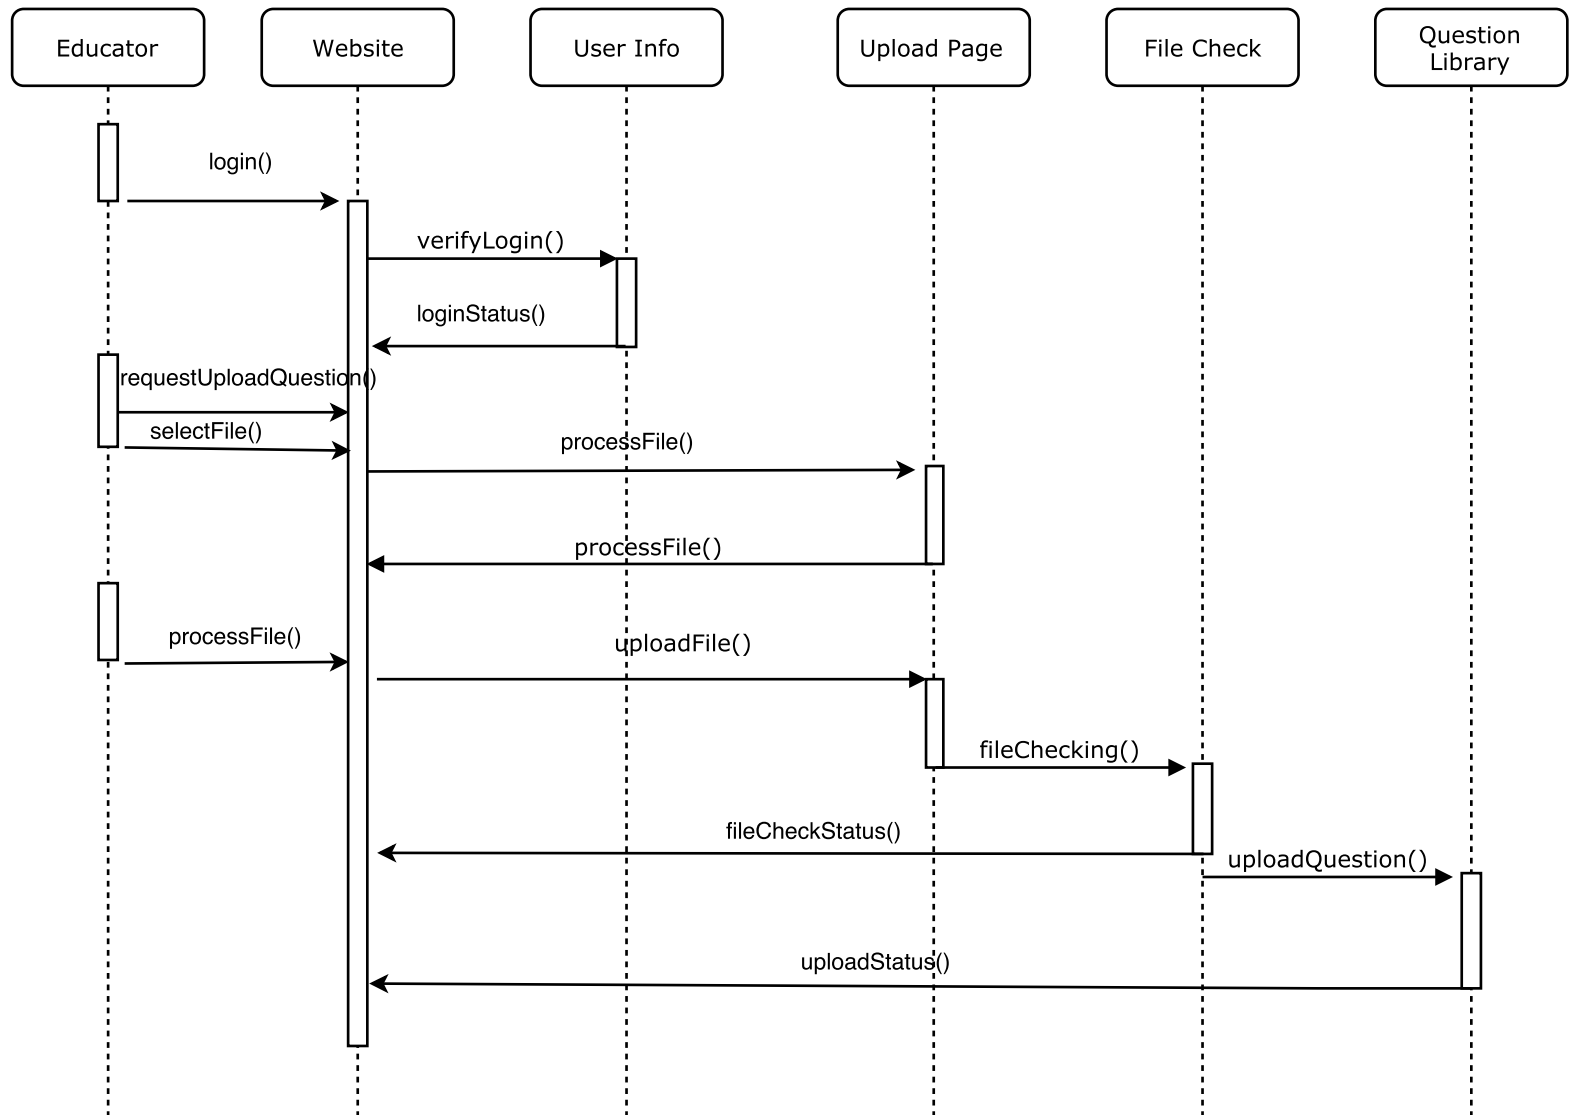 Educator
Website
User Info
Upload Page
File Check
Question
Library
login()
verifyLogin()
loginStatus()
requestUploadQuestion()
selectFile()
processFile()
processFile()
processFile()
uploadFile()
fileChecking()
fileCheckStatus()
uploadQuestion()
uploadStatus()